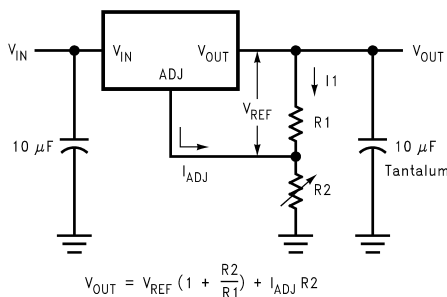 V_IN
V_IN
V_OUT
V_OUT
ADJ
I1
V_REF
R1
10 μF
I_ADJ
R2
10 μF
Tantalum
V_OUT = V_REF (1 + R2/R1) + I_ADJ R2